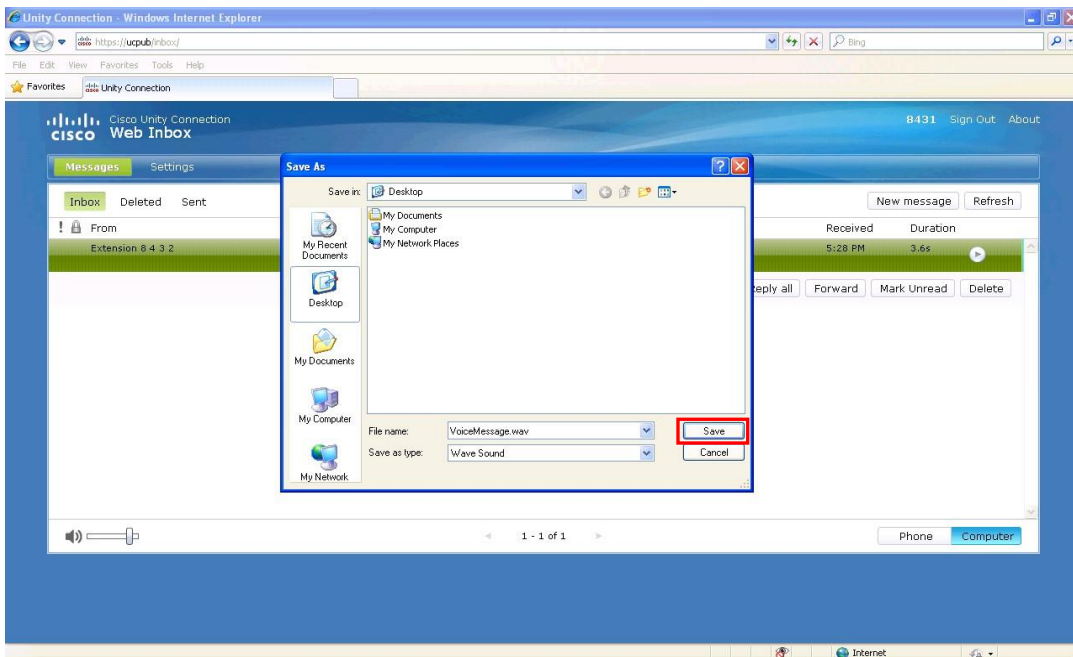 Unity Connection - Windows Internet Explorer
https://ucpub/inbox/
Bing
File Edit View Favorites Tools Help
Favorites Unity Connection
Cisco Unity Connection
CISCO Web Inbox
8431 Sign Out About
Messages Settings
Save As
Save in: Desktop
Inbox Deleted Sent
New message Refresh
My Documents
My Computer
My Network Places
! From
Received Duration
My Recent Documents
Extension 8 4 3 2
5:28 PM 3.6s
Desktop
eply all Forward Mark Unread Delete
My Documents
My Computer
File name: VoiceMessage.wav Save
Save as type: Wave Sound Cancel
My Network
1 - 1 of 1
Phone Computer
Internet